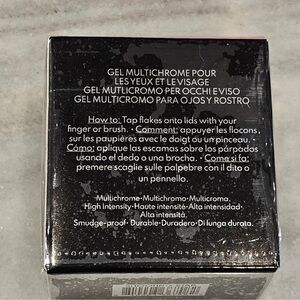 GEL MULTICHROME POUR
LES YEUX ET LE VISAGE
GEL MUTLICROMO PER OCCHI E VISO
GEL MULTICROMO PARA OJOS Y ROSTRO
How to: Tap flakes onto lids with your
finger or brush. • Comment: appuyer les flocons
sur les paupières avec le doigt ou un pinceau. •
Cómo: aplique las escamas sobre los párpados
usando el dedo o una brocha. • Come si fa:
premere scaglie sulle palpebre con il dito o
un pennello.
Multichrome • Multichromo • Multicroma.
High Intensity • Haute intensité • Alta intensidad •
Alta intensitá.
Smudge-proof • Durable • Duradero • Di lunga durata.